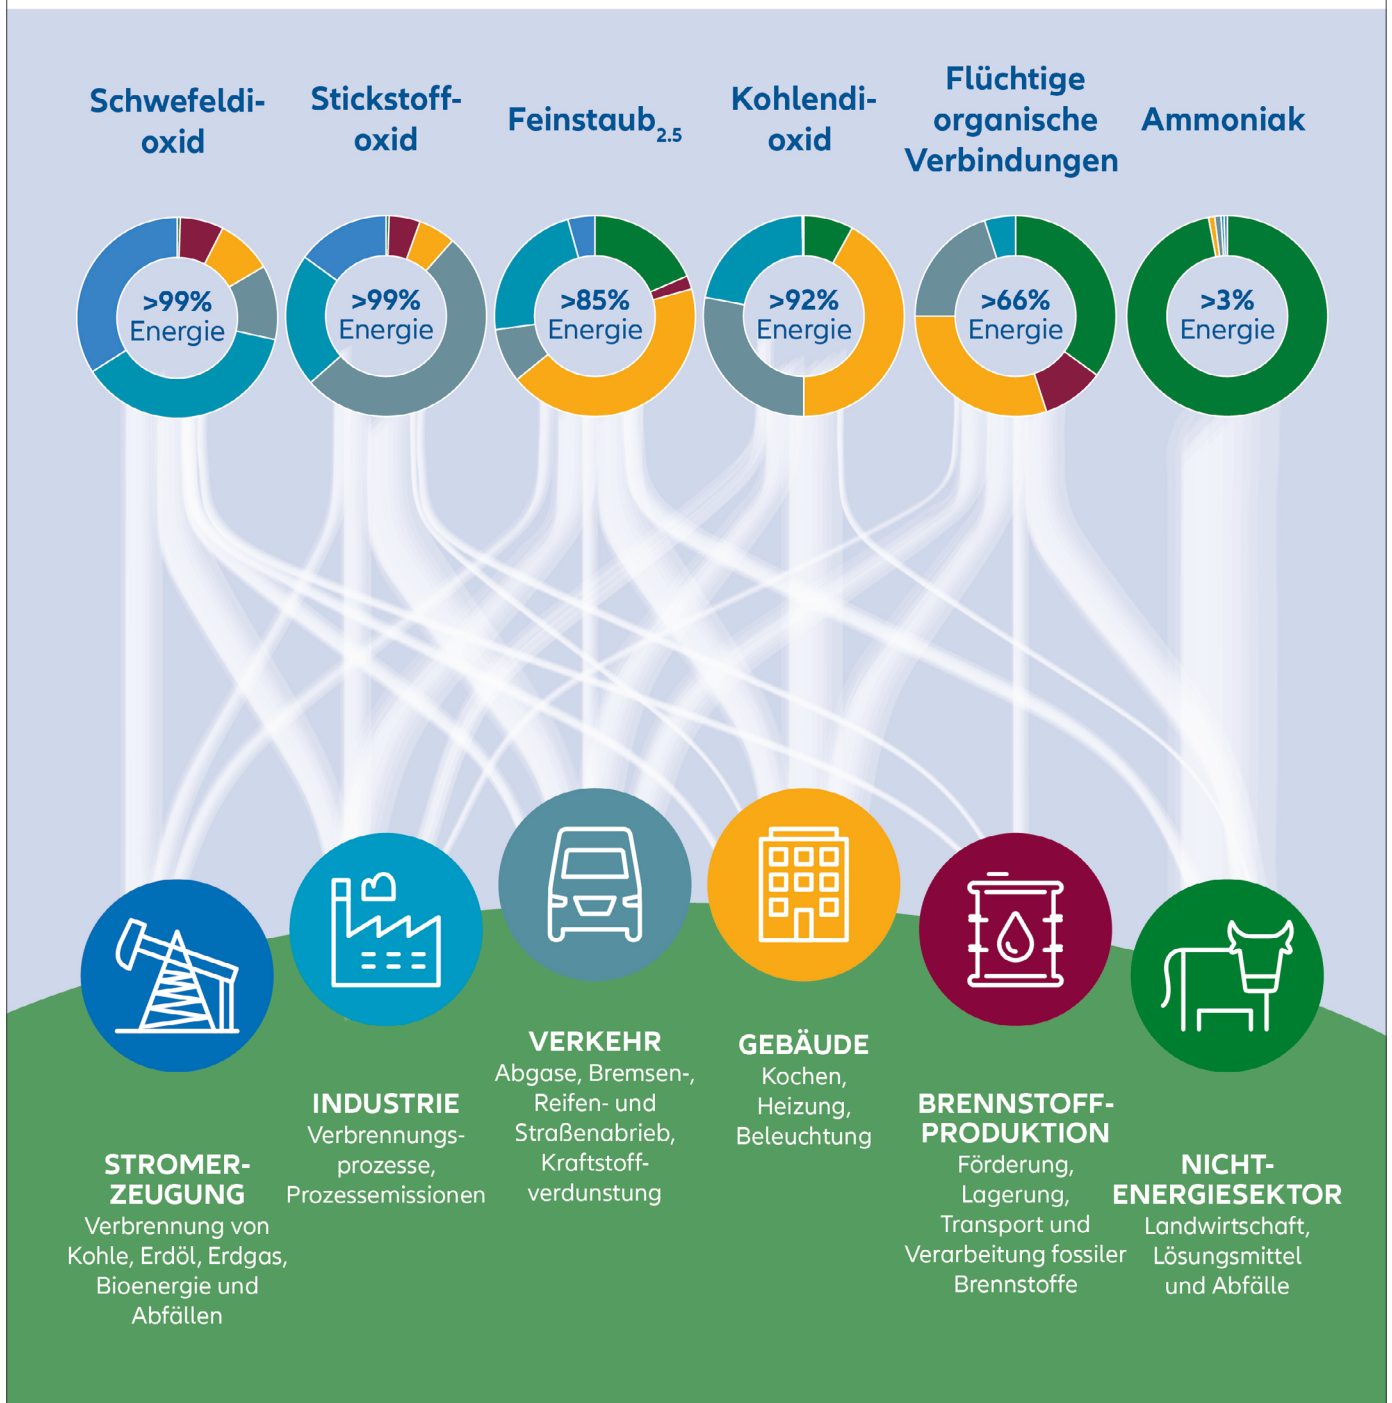 Schwefeldi-
oxid
Stickstoff-
oxid
Feinstaub2.5
Kohlendi-
oxid
Flüchtige
organische
Verbindungen
Ammoniak
>99%
Energie
>99%
Energie
>85%
Energie
>92%
Energie
>66%
Energie
>3%
Energie
STROMER-
ZEUGUNG
Verbrennung von
Kohle, Erdöl, Erdgas,
Bioenergie und
Abfällen
INDUSTRIE
Verbrennungs-
prozesse,
Prozessemissionen
VERKEHR
Abgase, Bremsen-,
Reifen- und
Straßenabrieb,
Kraftstoff-
verdunstung
GEBÄUDE
Kochen,
Heizung,
Beleuchtung
BRENNSTOFF-
PRODUKTION
Förderung,
Lagerung,
Transport und
Verarbeitung fossiler
Brennstoffe
NICHT-
ENERGIESEKTOR
Landwirtschaft,
Lösungsmittel
und Abfälle